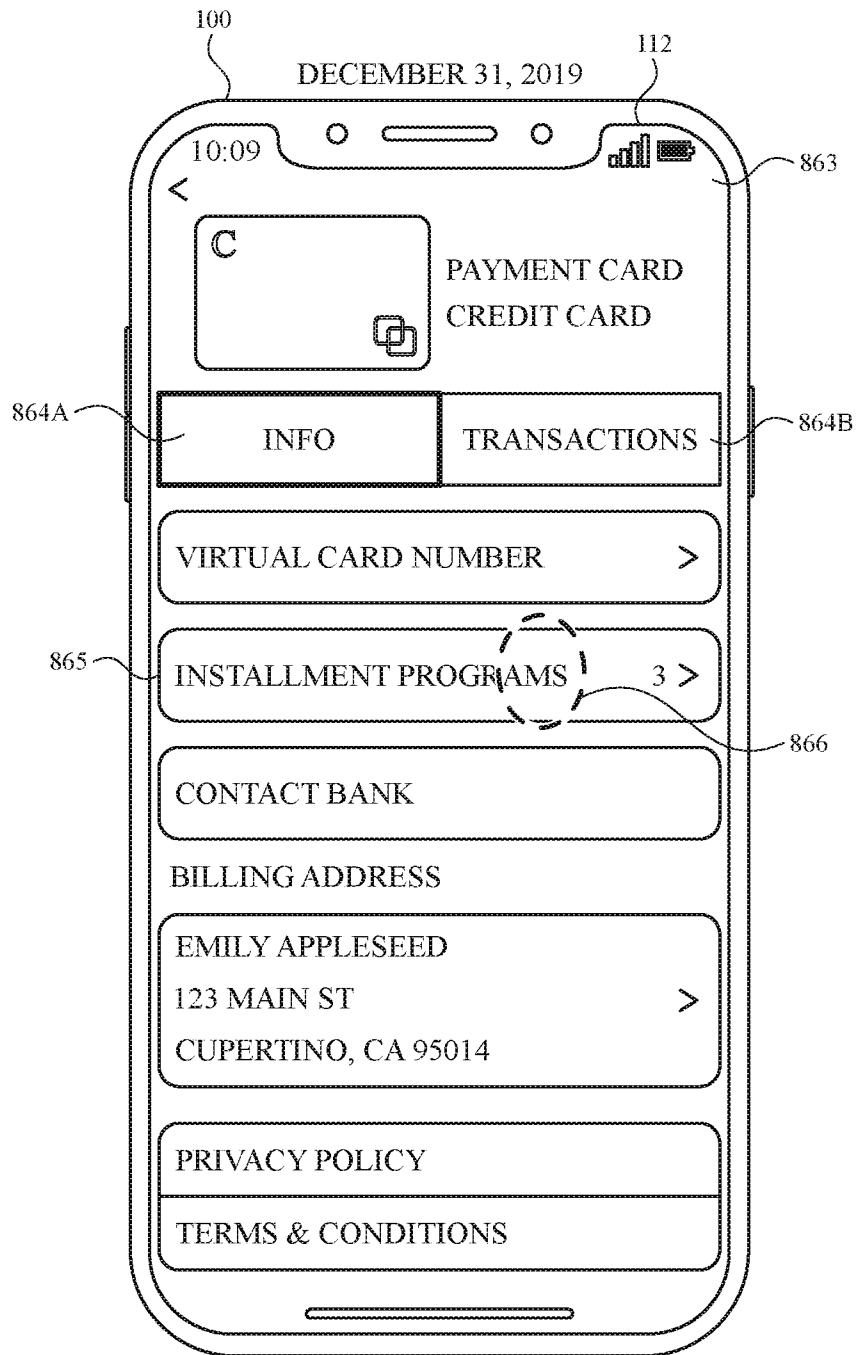 100
DECEMBER 31, 2019
112
10:09
863
<
C
PAYMENT CARD
CREDIT CARD
864A
INFO
TRANSACTIONS
864B
VIRTUAL CARD NUMBER >
865
INSTALLMENT PROGRAMS 3 >
866
CONTACT BANK
BILLING ADDRESS
EMILY APPLESEED
123 MAIN ST >
CUPERTINO, CA 95014
PRIVACY POLICY
TERMS & CONDITIONS